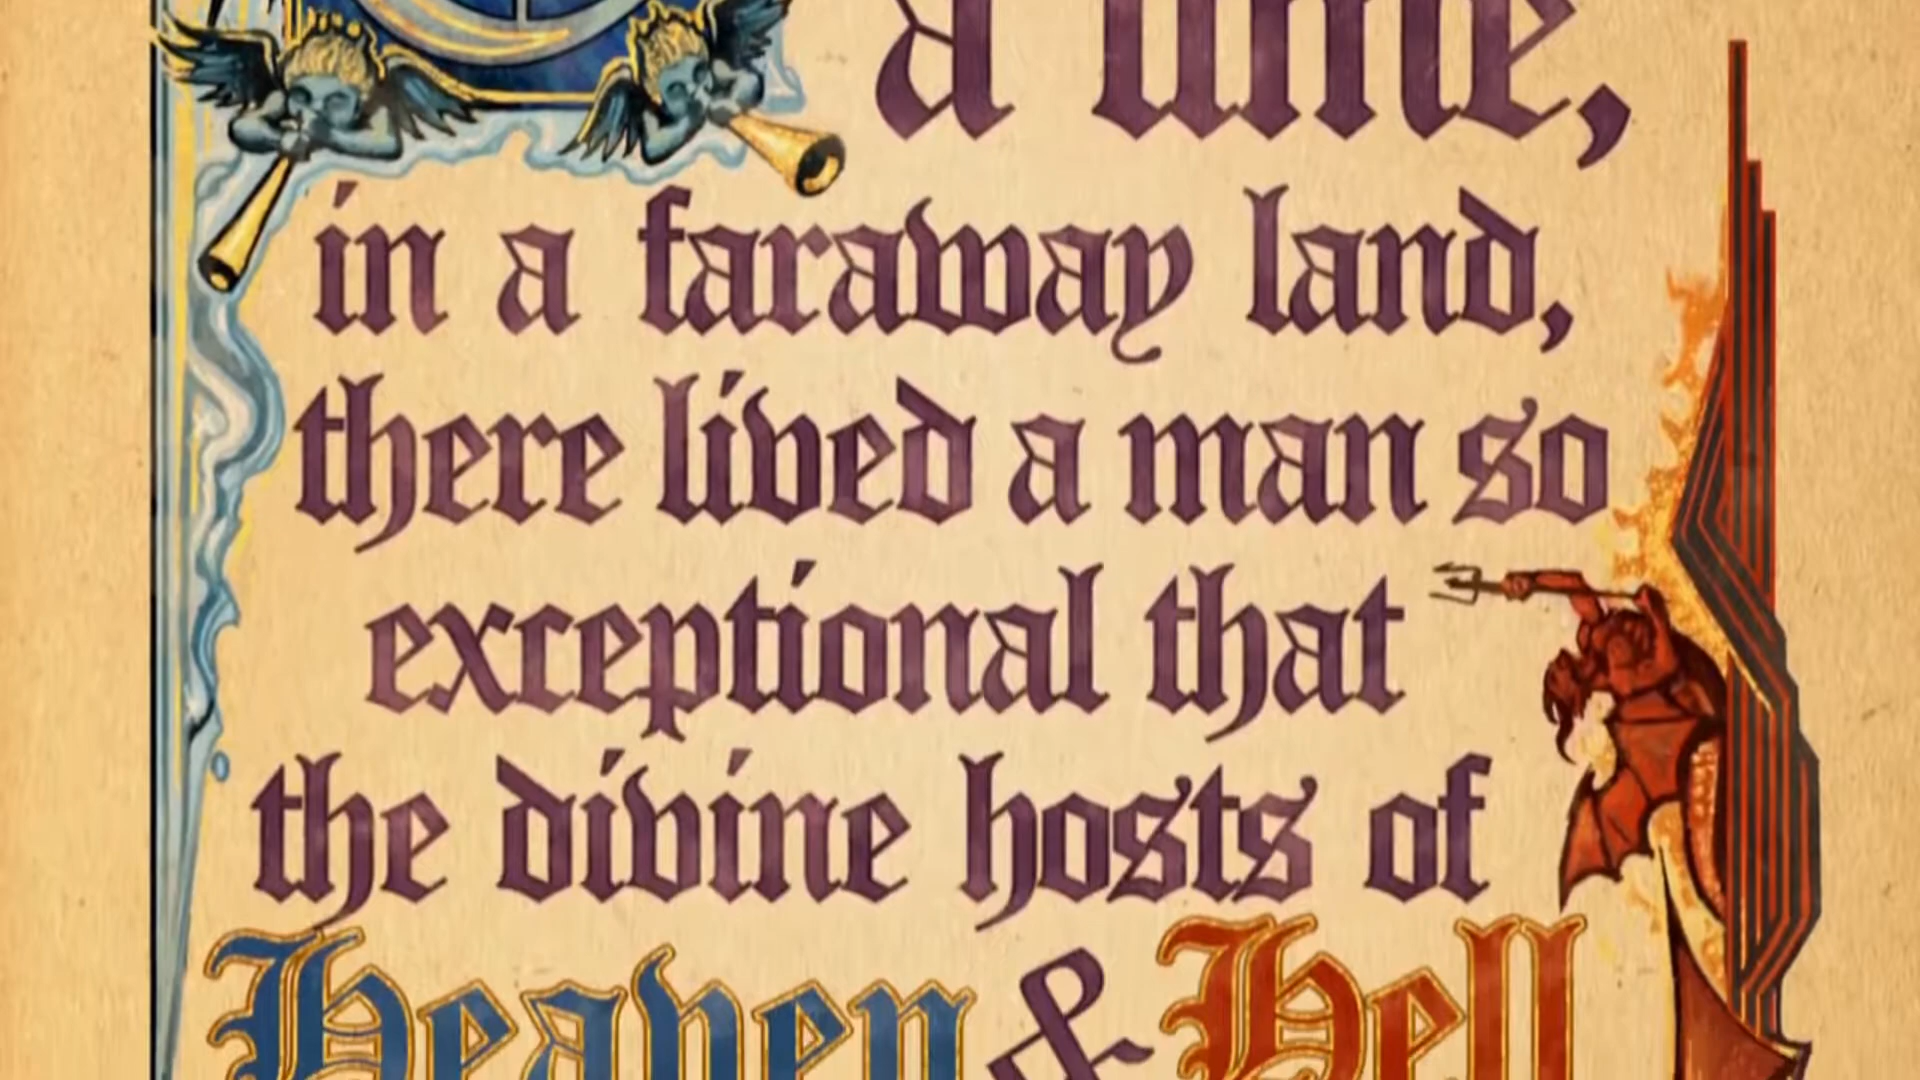 a time,
in a faraway land,
there lived a man so
exceptional that
the divine hosts of
Heaven & Hell